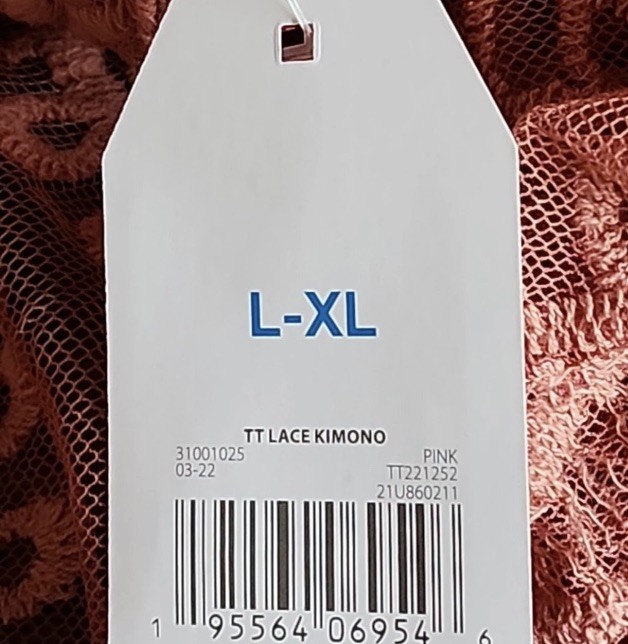 L-XL
TT LACE KIMONO
31001025 PINK
03-22 TT221252
21U860211
1 95564 06954 6